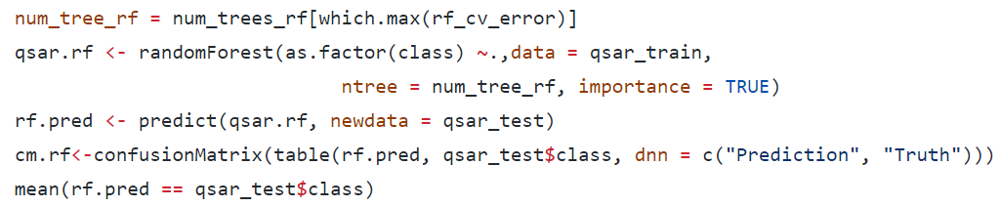 num_tree_rf = num_trees_rf[which.max(rf_cv_error)]
qsar.rf <- randomForest(as.factor(class) ~.,data = qsar_train,
ntree = num_tree_rf, importance = TRUE)
rf.pred <- predict(qsar.rf, newdata = qsar_test)
cm.rf<-confusionMatrix(table(rf.pred, qsar_test$class, dnn = c("Prediction", "Truth")))
mean(rf.pred == qsar_test$class)